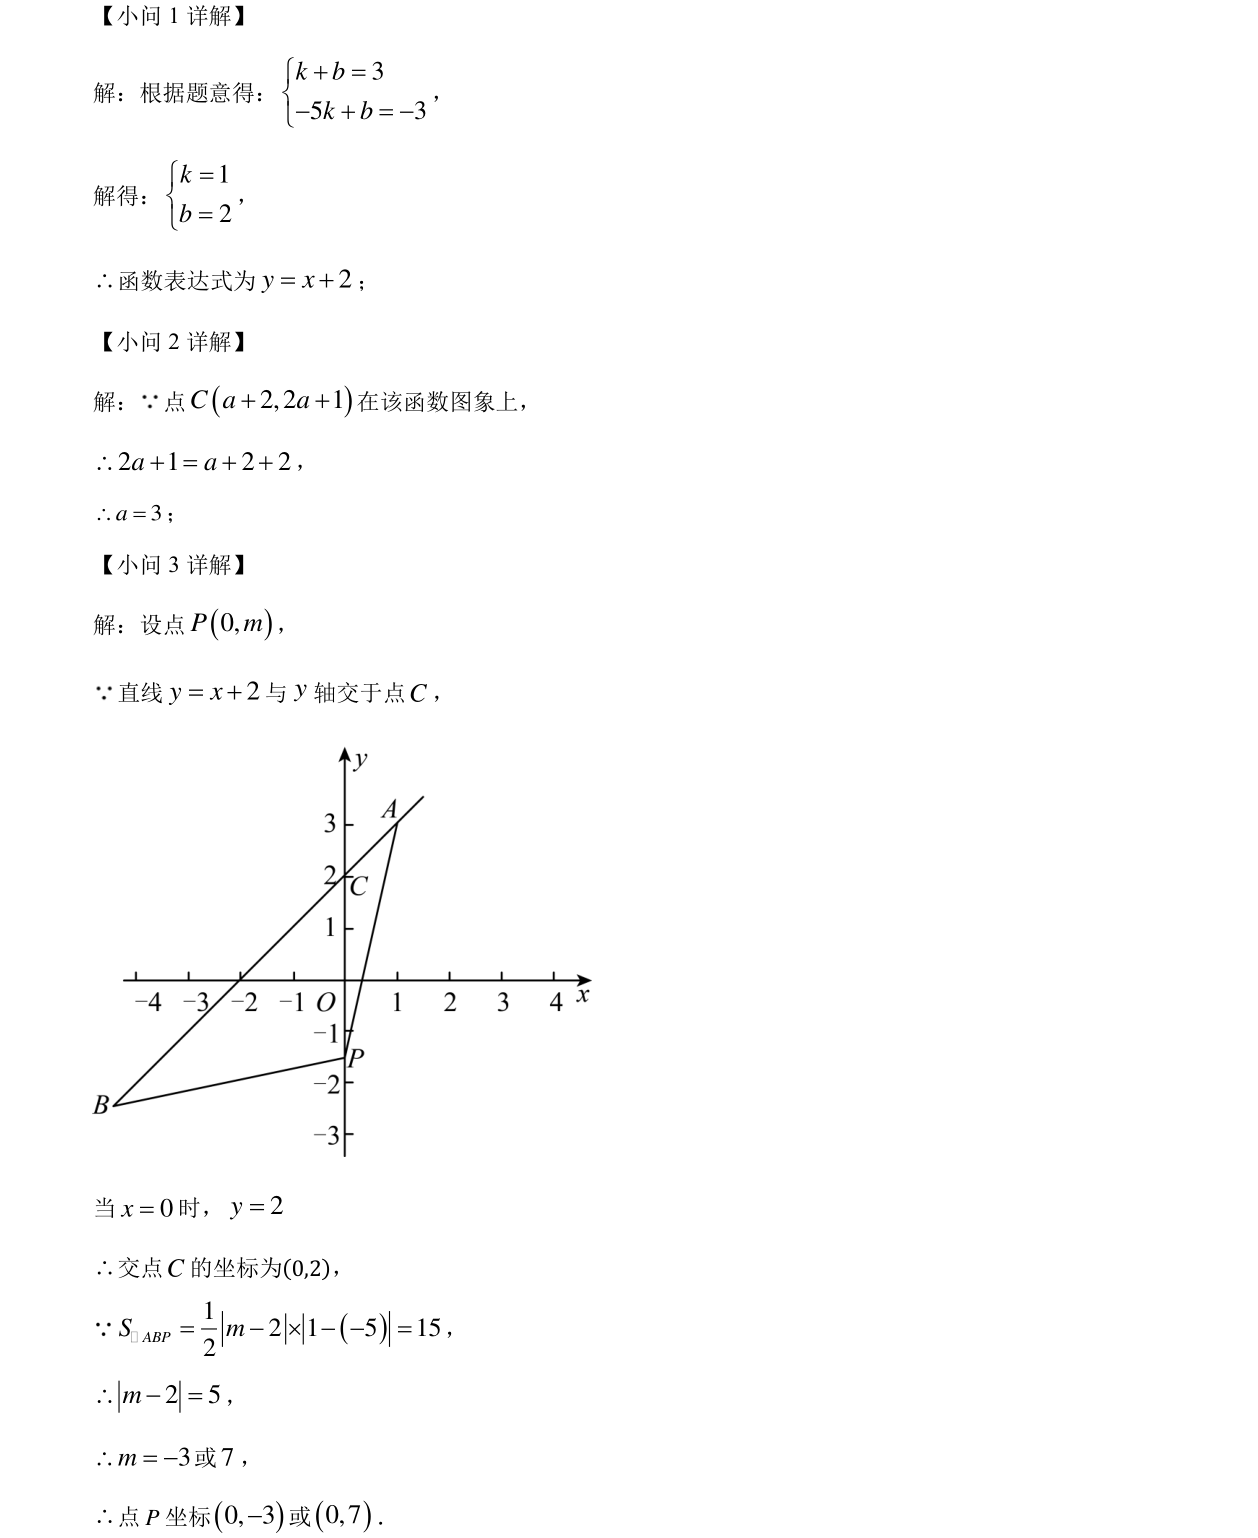 【小问 1 详解】
解：根据题意得：{k + b = 3
−5k + b = −3，
解得：{k = 1
b = 2，
∴函数表达式为 y = x + 2；
【小问 2 详解】
解：∵点 C(a + 2, 2a + 1)在该函数图象上，
∴2a + 1 = a + 2 + 2，
∴a = 3；
【小问 3 详解】
解：设点 P(0, m)，
∵直线 y = x + 2 与 y 轴交于点 C，
y
A
3
2
C
1
−4 −3 −2 −1 O 1 2 3 4 x
−1
P
−2
B
−3
当 x = 0 时， y = 2
∴交点 C 的坐标为(0,2)，
∵ S□ABP = 1/2|m − 2|×|1 − (−5)| = 15，
∴|m − 2| = 5，
∴m = −3 或 7，
∴点 P 坐标(0, −3)或(0, 7)．